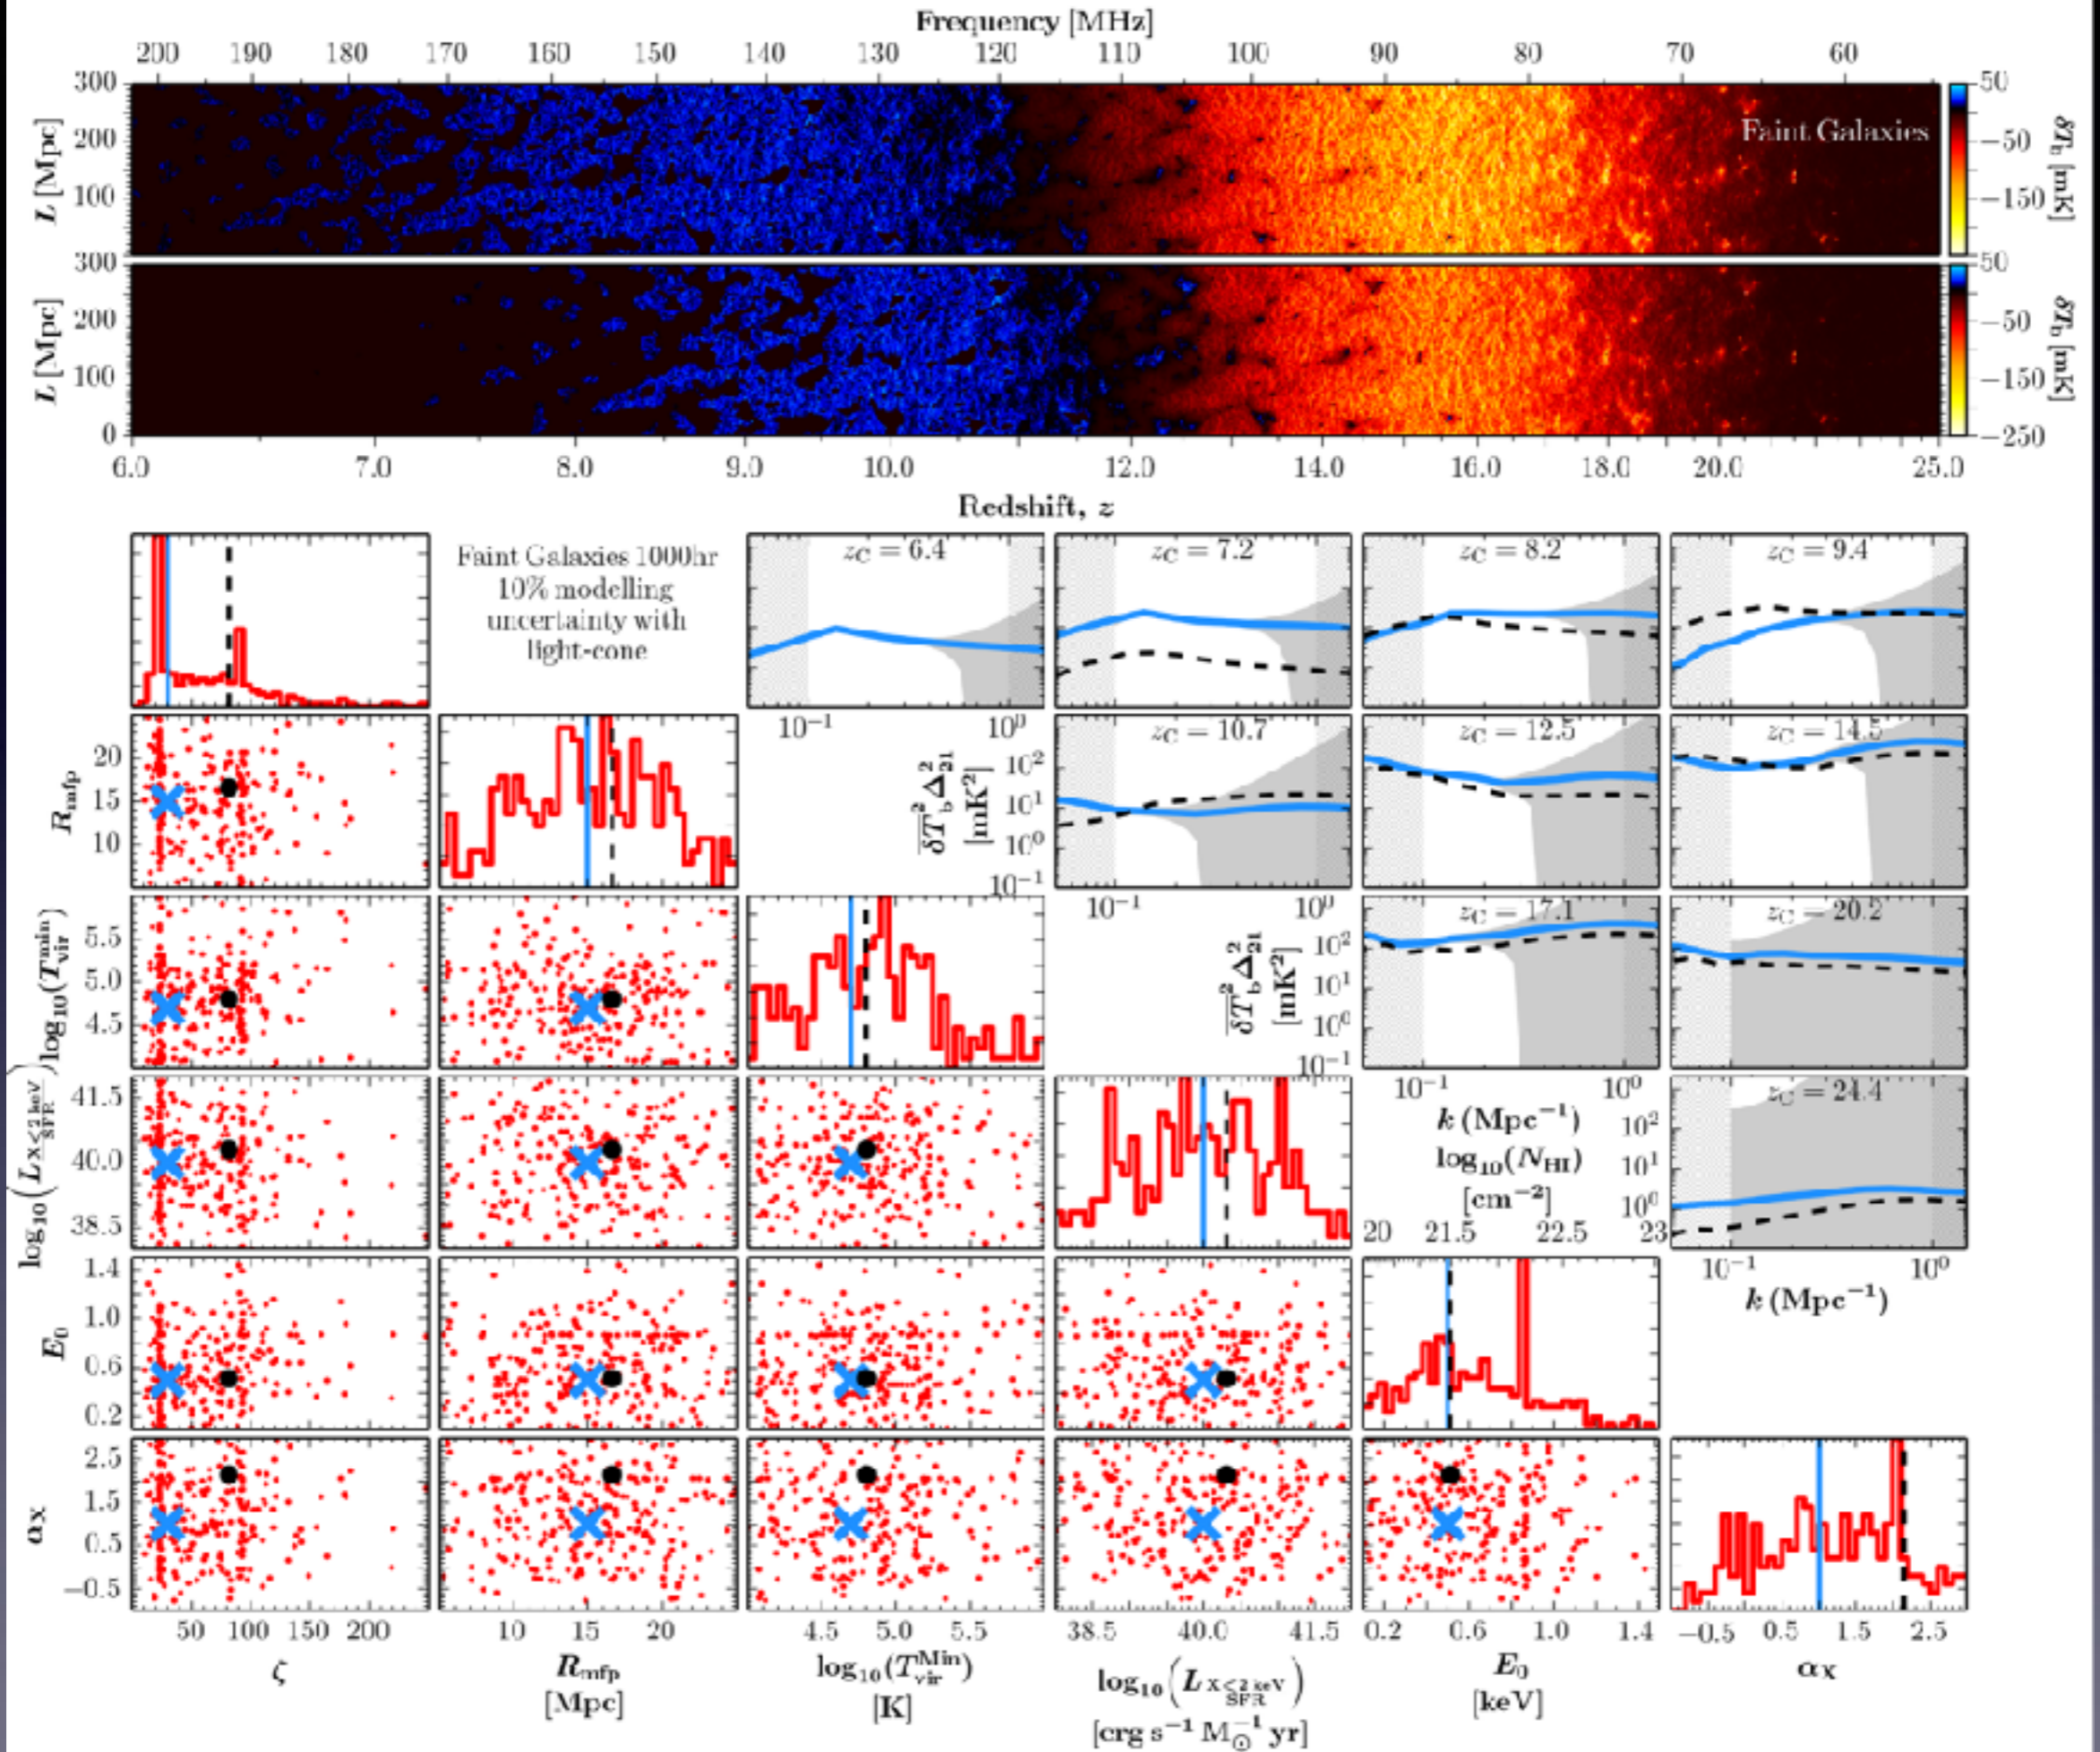 Frequency [MHz]
200 190 180 170 160 150 140 130 120 110 100 90 80 70 60
300
200
100
L [Mpc]
Faint Galaxies
50
−50
−150
δT_b [mK]
300
200
100
0
L [Mpc]
50
−50
−150
−250
δT_b [mK]
6.0 7.0 8.0 9.0 10.0 12.0 14.0 16.0 18.0 20.0 25.0
Redshift, z
Faint Galaxies 1000hr
10% modelling
uncertainty with
light-cone
z_C = 6.4
z_C = 7.2
z_C = 8.2
z_C = 9.4
10^−1 10^0
R_mfp
20
15
10
δT_b^2 Δ_21^2
[mK^2]
10^2
10^1
10^0
10^−1
z_C = 10.7
z_C = 12.5
z_C = 14.5
10^−1 10^0
log_10(T_vir^min)
5.5
5.0
4.5
δT_b^2 Δ_21^2
[mK^2]
10^2
10^1
10^0
10^−1
z_C = 17.1
z_C = 20.2
10^−1 10^0
k (Mpc^−1)
log_10(N_HI)
[cm^−2]
20 21.5 22.5 23
log_10(L_X<2 keV/SFR)
41.5
40.0
38.5
10^2
10^1
10^0
z_C = 24.4
10^−1 10^0
k (Mpc^−1)
E_0
1.4
1.0
0.6
0.2
α_X
2.5
1.5
0.5
−0.5
50 100 150 200
ζ
10 15 20
R_mfp
[Mpc]
4.5 5.0 5.5
log_10(T_vir^Min)
[K]
38.5 40.0 41.5
log_10(L_X<2 keV/SFR)
[erg s^−1 M_⊙^−1 yr]
0.2 0.6 1.0 1.4
E_0
[keV]
−0.5 0.5 1.5 2.5
α_X